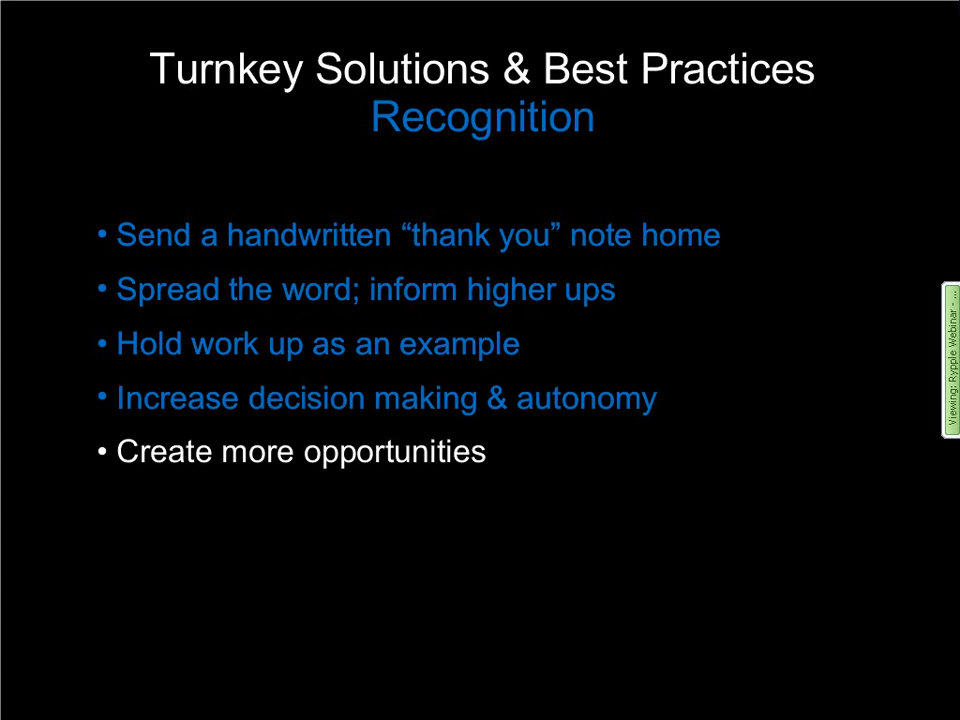 Turnkey Solutions & Best Practices
Recognition
• Send a handwritten “thank you” note home
• Spread the word; inform higher ups
• Hold work up as an example
• Increase decision making & autonomy
• Create more opportunities
Viewing: Rypple Webinar - ...